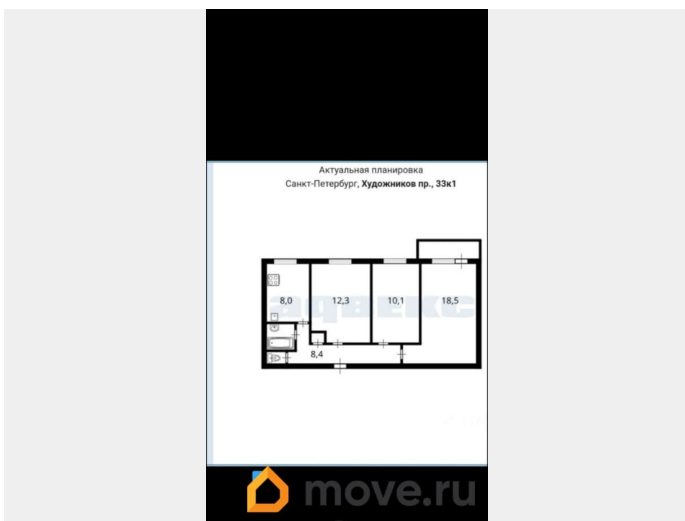 Актуальная планировка
Санкт-Петербург, Художников пр., 33к1
8,0
12,3
10,1
18,5
адвекс
8,4
move.ru